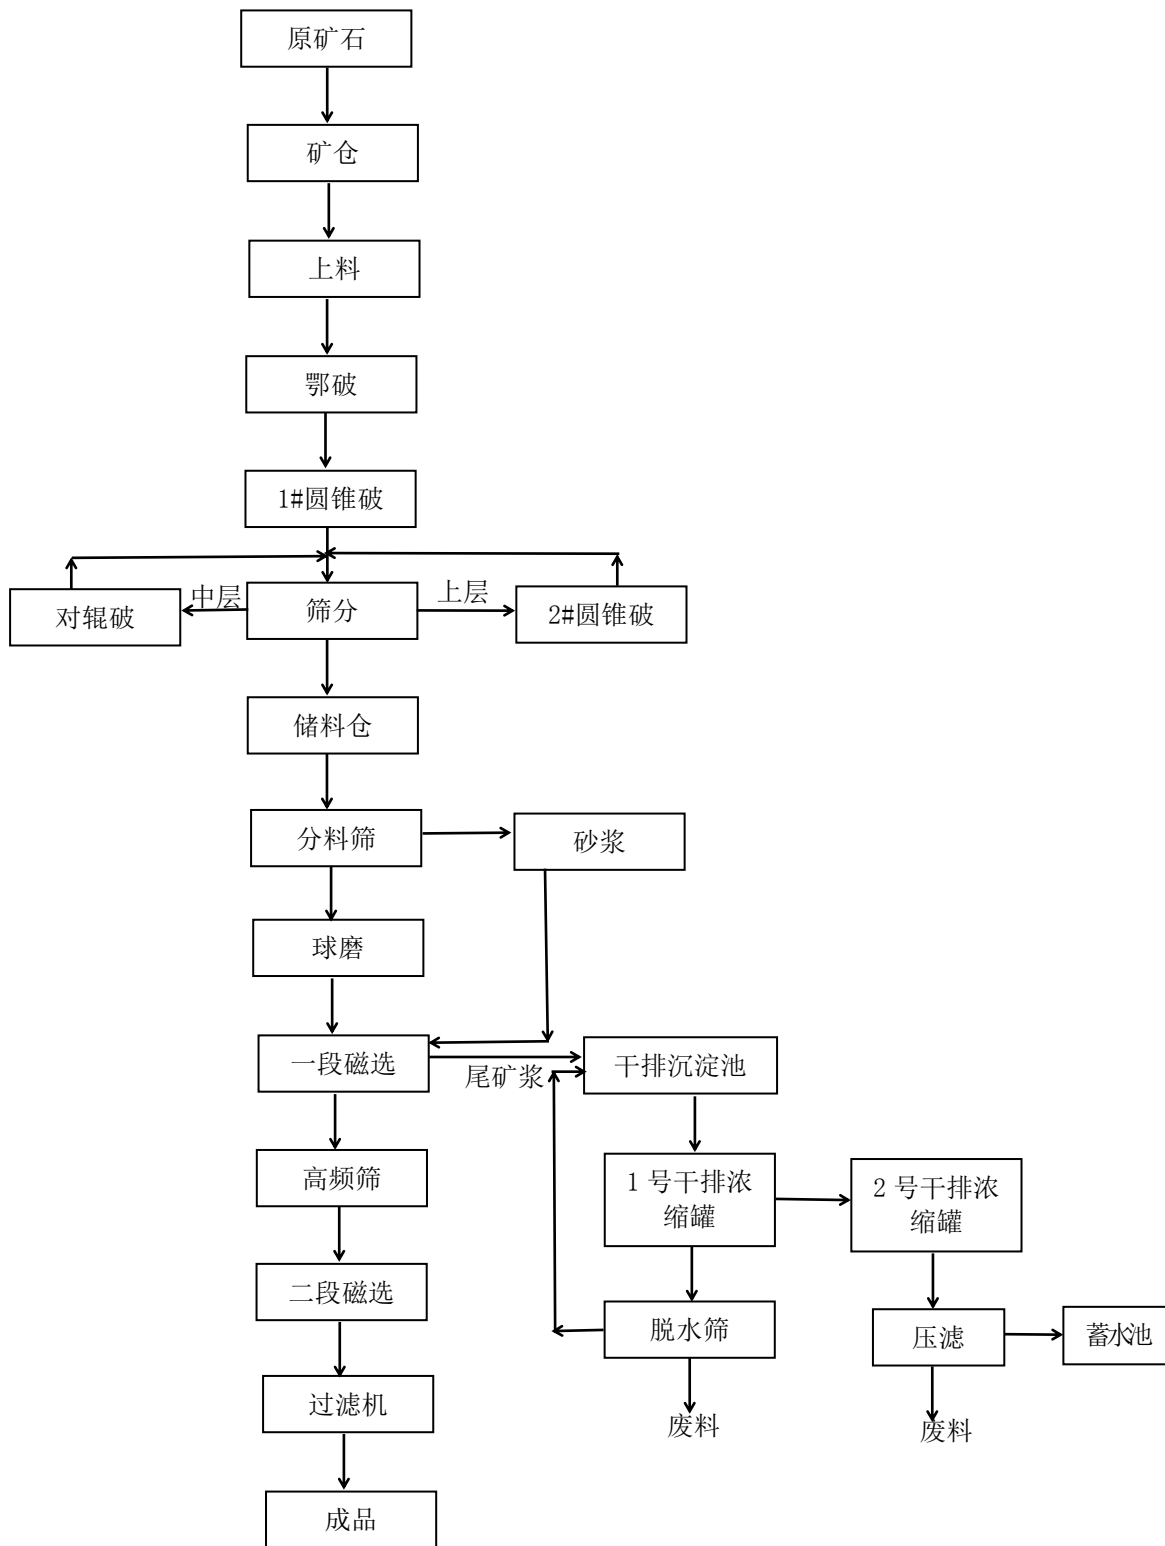 原矿石
矿仓
上料
鄂破
1#圆锥破
中层
上层
对辊破
筛分
2#圆锥破
储料仓
分料筛
砂浆
球磨
一段磁选
尾矿浆
干排沉淀池
高频筛
1号干排浓
缩罐
2号干排浓
缩罐
二段磁选
脱水筛
压滤
蓄水池
过滤机
废料
废料
成品